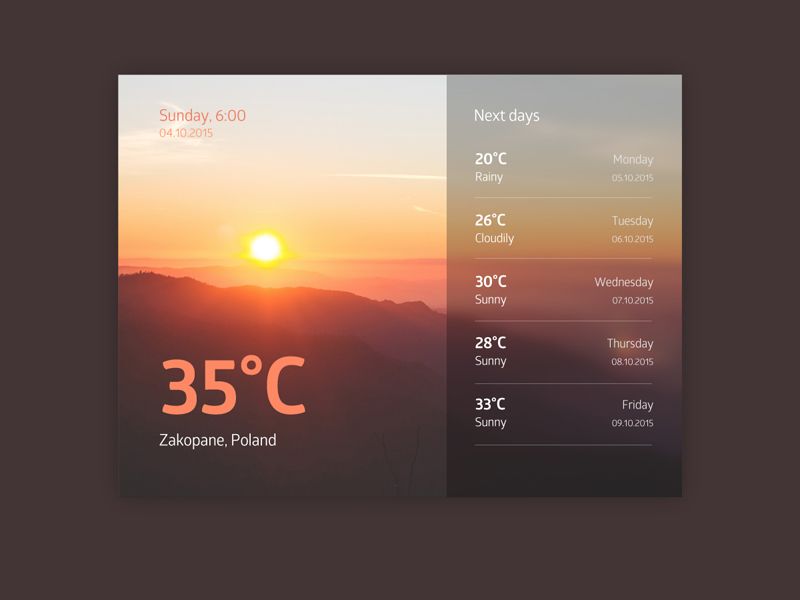 Sunday, 6:00
04.10.2015
35°C
Zakopane, Poland
Next days
20°C Monday
Rainy 05.10.2015
26°C Tuesday
Cloudily 06.10.2015
30°C Wednesday
Sunny 07.10.2015
28°C Thursday
Sunny 08.10.2015
33°C Friday
Sunny 09.10.2015